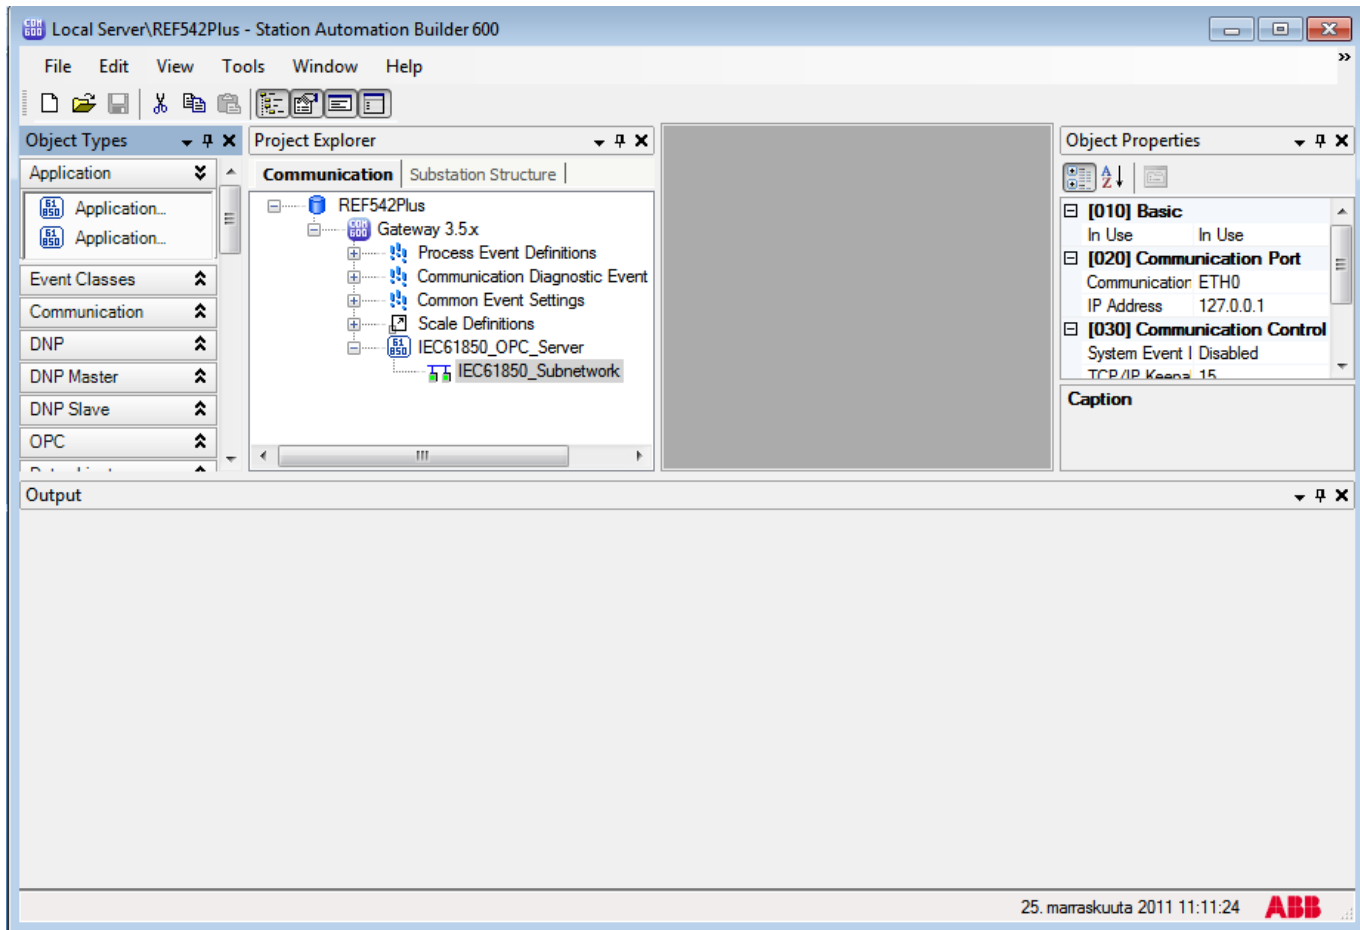 Local Server\REF542Plus - Station Automation Builder 600
File Edit View Tools Window Help
Object Types
Application
Application...
Application...
Event Classes
Communication
DNP
DNP Master
DNP Slave
OPC
Project Explorer
Communication Substation Structure
REF542Plus
Gateway 3.5.x
Process Event Definitions
Communication Diagnostic Event
Common Event Settings
Scale Definitions
IEC61850_OPC_Server
IEC61850_Subnetwork
Object Properties
[010] Basic
In Use In Use
[020] Communication Port
Communication ETH0
IP Address 127.0.0.1
[030] Communication Control
System Event I Disabled
TCP/IP Keepal 15
Caption
Output
25. marraskuuta 2011 11:11:24
ABB